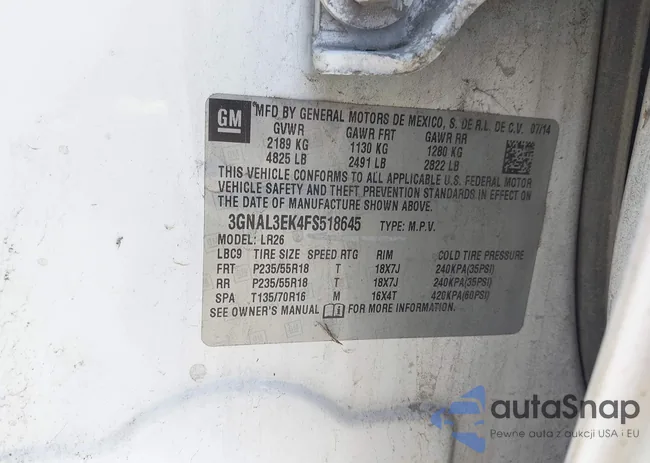 GM
MFD BY GENERAL MOTORS DE MEXICO, S. DE R.L. DE C.V. 07/14
GVWR GAWR FRT GAWR RR
2189 KG 1130 KG 1280 KG
4825 LB 2491 LB 2822 LB
THIS VEHICLE CONFORMS TO ALL APPLICABLE U.S. FEDERAL MOTOR
VEHICLE SAFETY AND THEFT PREVENTION STANDARDS IN EFFECT ON
THE DATE OF MANUFACTURE SHOWN ABOVE.
3GNAL3EK4FS518645 TYPE: M.P.V.
MODEL: LR26
LBC9 TIRE SIZE SPEED RTG RIM COLD TIRE PRESSURE
FRT P235/55R18 T 18X7J 240KPA(35PSI)
RR P235/55R18 T 18X7J 240KPA(35PSI)
SPA T135/70R16 M 16X4T 420KPA(60PSI)
SEE OWNER'S MANUAL FOR MORE INFORMATION.
autaSnap
Pewne auta z aukcji USA i EU